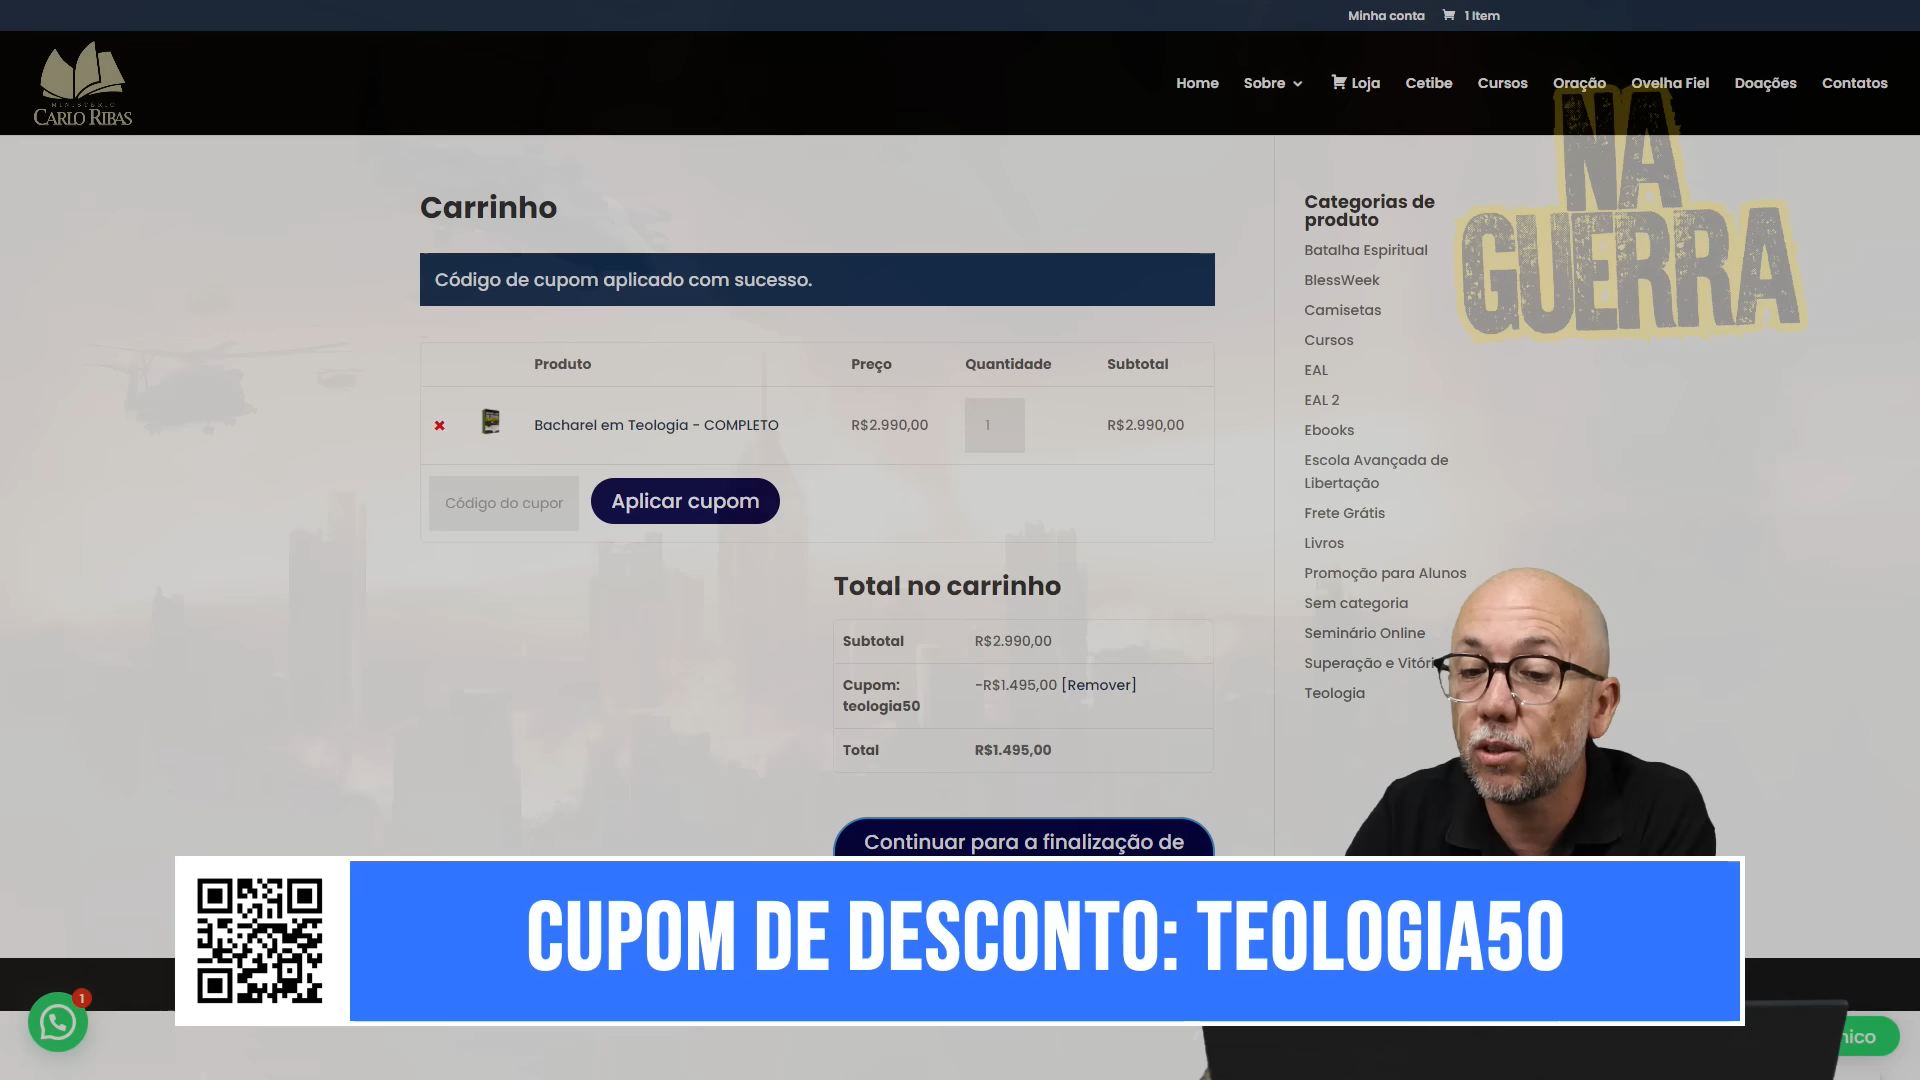 Minha conta
1 Item
MINISTÉRIO
CARLO RIBAS
Home
Sobre
Loja
Cetibe
Cursos
Oração
Ovelha Fiel
Doações
Contatos
NA
GUERRA
Carrinho
Código de cupom aplicado com sucesso.
Produto
Preço
Quantidade
Subtotal
Bacharel em Teologia - COMPLETO
R$2.990,00
1
R$2.990,00
Código do cupor
Aplicar cupom
Total no carrinho
Subtotal
R$2.990,00
Cupom:
teologia50
-R$1.495,00 [Remover]
Total
R$1.495,00
Continuar para a finalização de
Categorias de
produto
Batalha Espiritual
BlessWeek
Camisetas
Cursos
EAL
EAL 2
Ebooks
Escola Avançada de
Libertação
Frete Grátis
Livros
Promoção para Alunos
Sem categoria
Seminário Online
Superação e Vitóri
Teologia
CUPOM DE DESCONTO: TEOLOGIA50
1